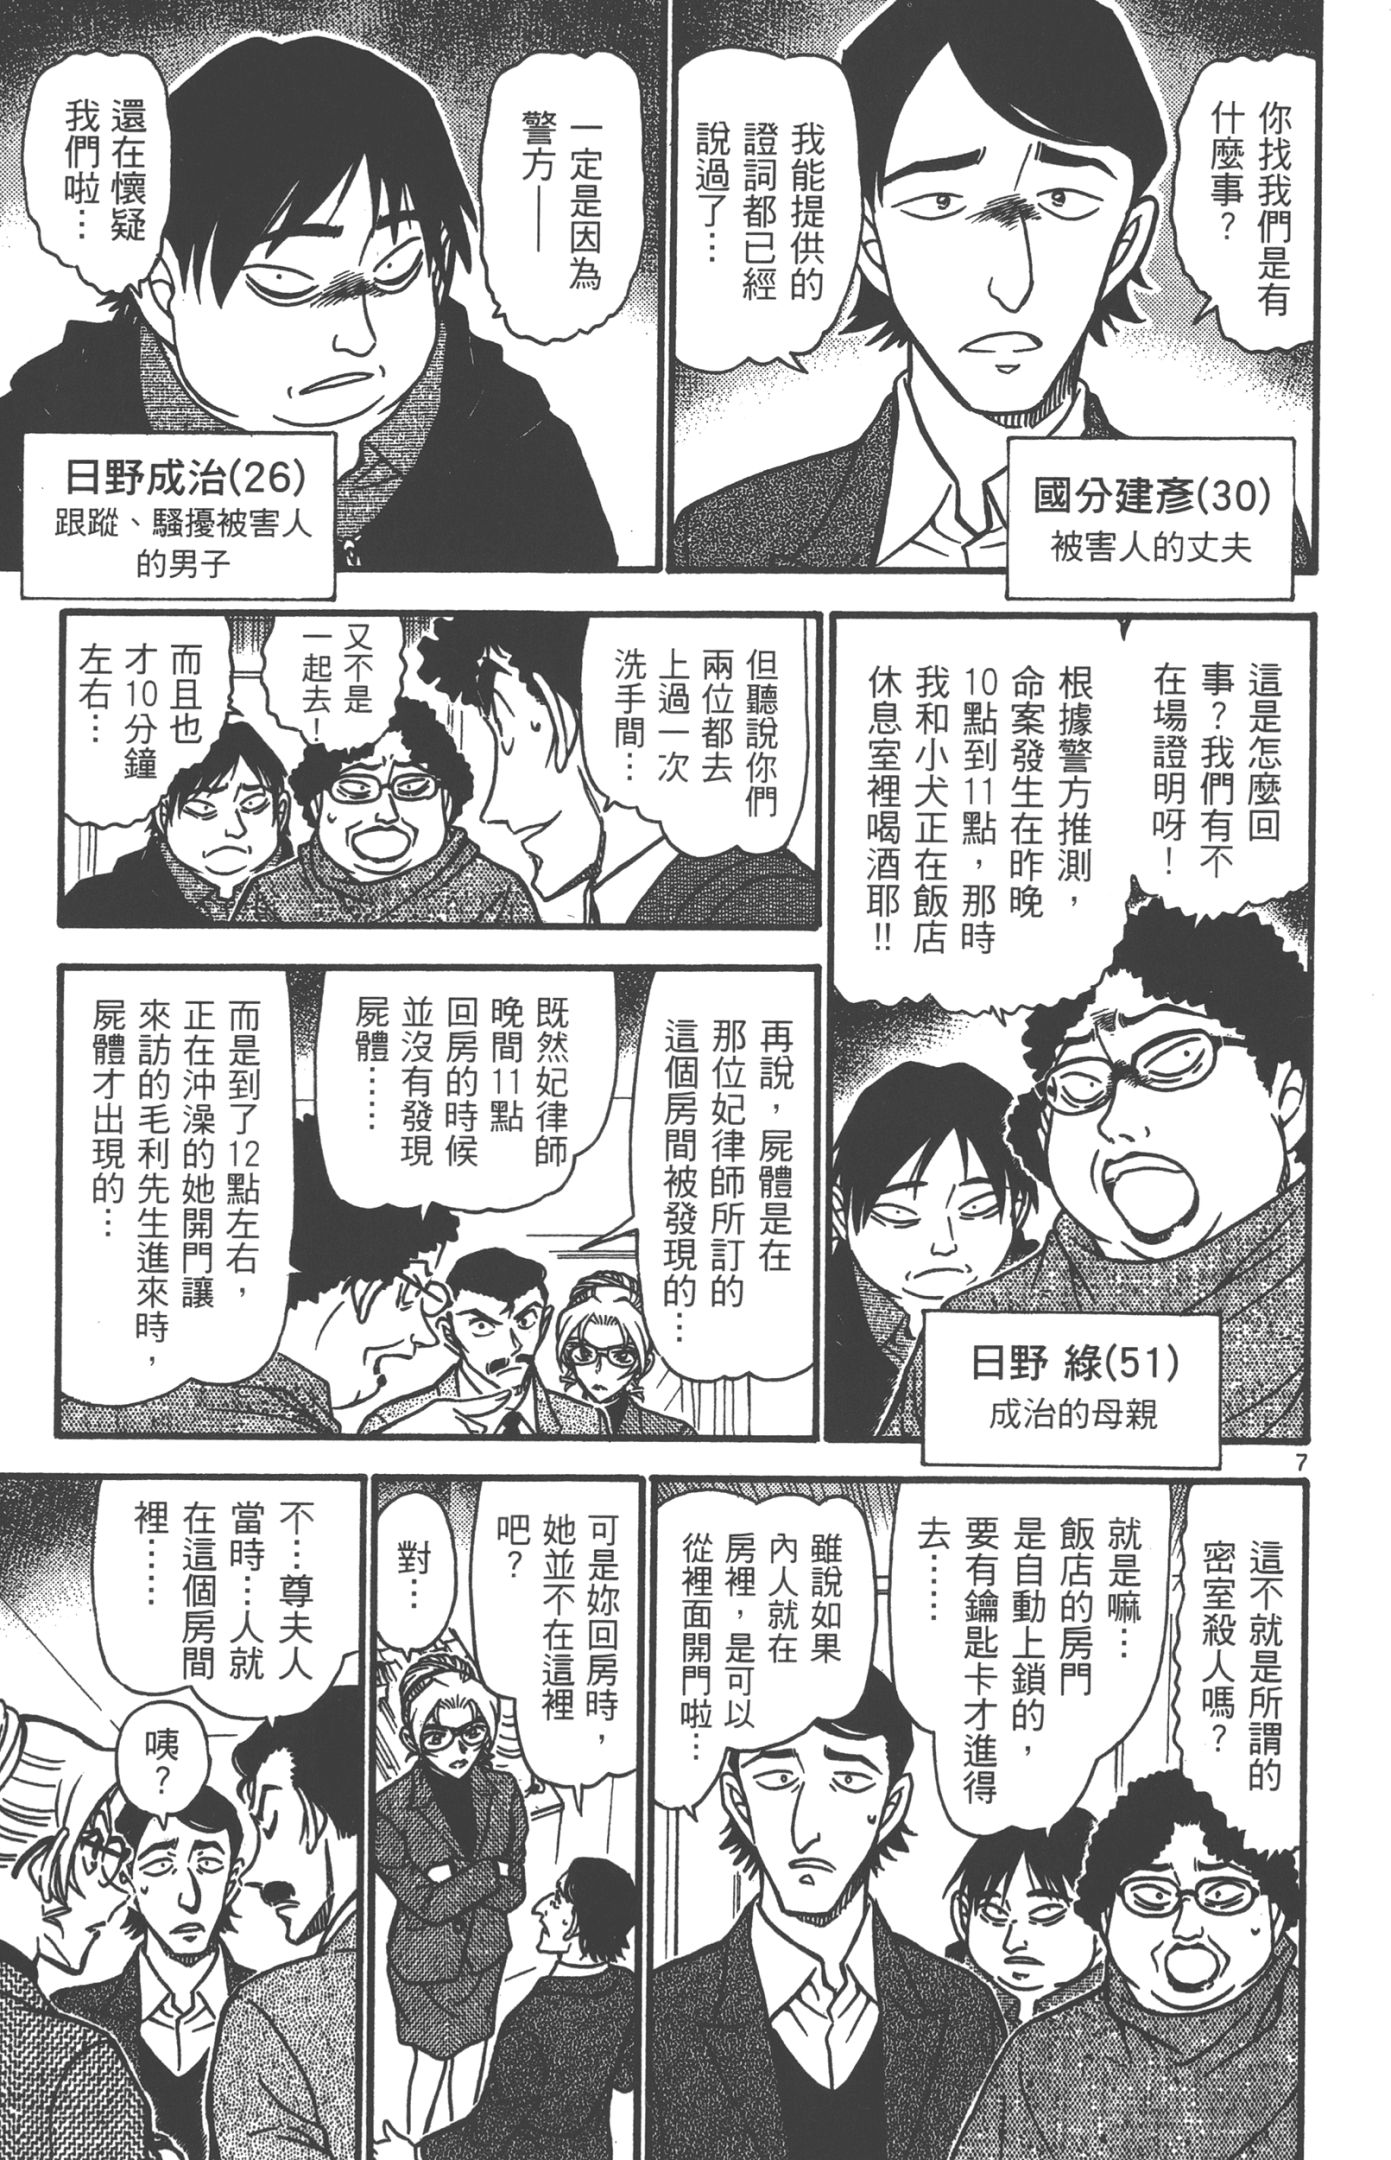 你找我們是有
什麼事？
我能提供的
證詞都已經
說過了…
國分建彥(30)
被害人的丈夫
一定是因為
警方——
還在懷疑
我們啦…
日野成治(26)
跟蹤、騷擾被害人
的男子
這是怎麼回
事？我們有不
在場證明呀！
根據警方推測，
命案發生在昨晚
10點到11點，那時
我和小犬正在飯店
休息室裡喝酒耶!!
日野 綠(51)
成治的母親
但聽說你們
兩位都去
上過一次
洗手間…
又不是
一起去！
而且也
才10分鐘
左右…
再說，屍體是在
那位妃律師所訂的
這個房間被發現的…
既然妃律師
晚間11點
回房的時候
並沒有發現
屍體……
而是到了12點左右，
正在沖澡的她開門讓
來訪的毛利先生進來時，
屍體才出現的…
7
這不就是所謂的
密室殺人嗎？
就是嘛…
飯店的房門
是自動上鎖的，
要有鑰匙卡才進得
去……
雖說如果
內人就在
房裡，是可以
從裡面開門啦…
可是妳回房時，
她並不在這裡
吧？
對…
不…尊夫人
當時…人就
在這個房間
裡……
咦？